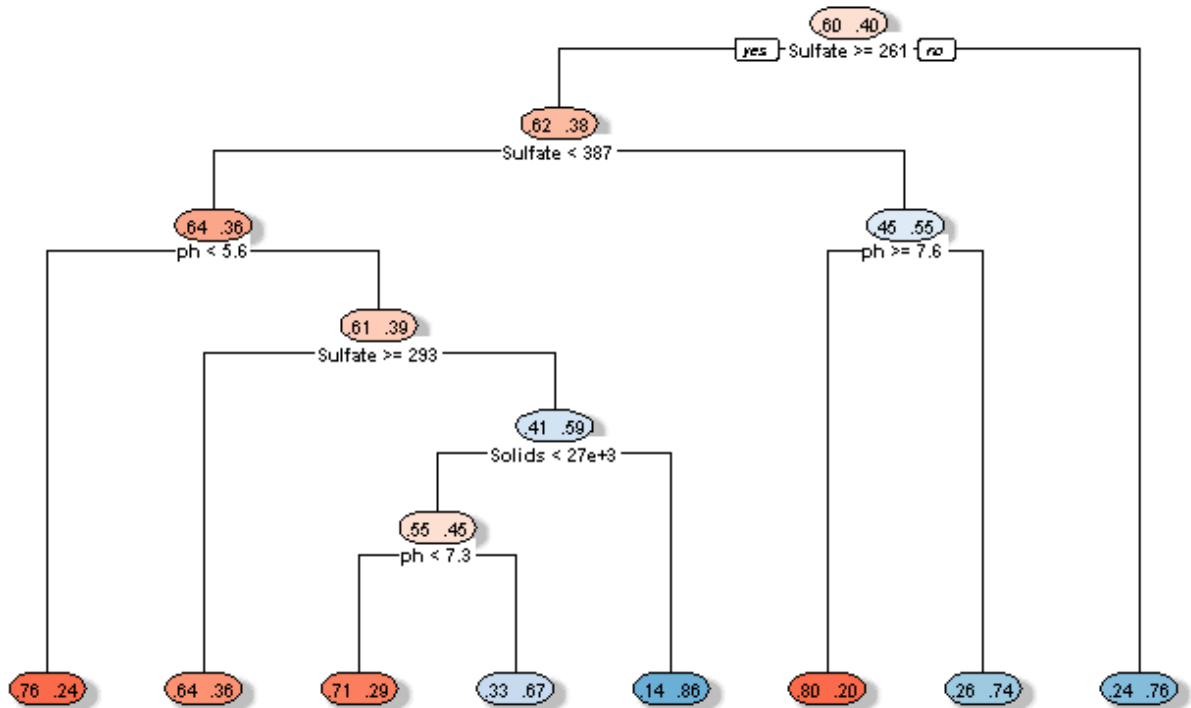 .60 .40
yes Sulfate >= 261 no
.62 .38
Sulfate < 387
.64 .36 .45 .55
ph < 5.6 ph >= 7.6
.61 .39
Sulfate >= 293
.41 .59
Solids < 27e+3
.55 .45
ph < 7.3
.76 .24 .64 .36 .71 .29 .33 .67 .14 .86 .80 .20 .26 .74 .24 .76